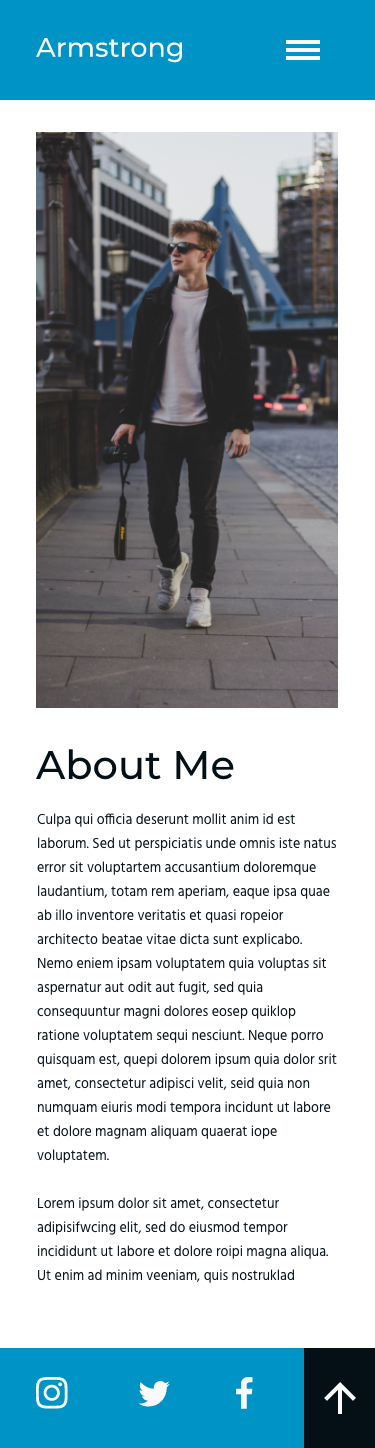 Armstrong
About Me
Culpa qui officia deserunt mollit anim id est
laborum. Sed ut perspiciatis unde omnis iste natus
error sit voluptartem accusantium doloremque
laudantium, totam rem aperiam, eaque ipsa quae
ab illo inventore veritatis et quasi ropeior
architecto beatae vitae dicta sunt explicabo.
Nemo eniem ipsam voluptatem quia voluptas sit
aspernatur aut odit aut fugit, sed quia
consequuntur magni dolores eosep quiklop
ratione voluptatem sequi nesciunt. Neque porro
quisquam est, quepi dolorem ipsum quia dolor srit
amet, consectetur adipisci velit, seid quia non
numquam eiuris modi tempora incidunt ut labore
et dolore magnam aliquam quaerat iope
voluptatem.
Lorem ipsum dolor sit amet, consectetur
adipisifwcing elit, sed do eiusmod tempor
incididunt ut labore et dolore roipi magna aliqua.
Ut enim ad minim veeniam, quis nostruklad